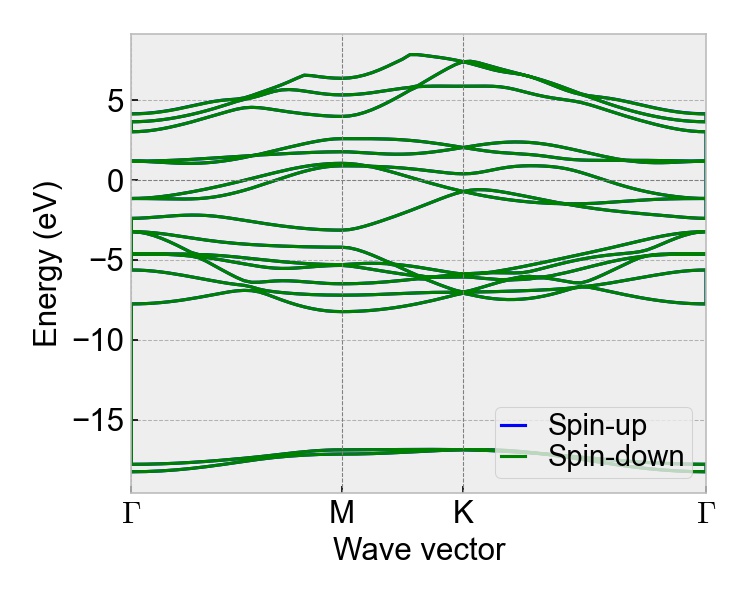 Energy (eV)
5
0
−5
−10
−15
Spin-up
Spin-down
Γ M K Γ
Wave vector